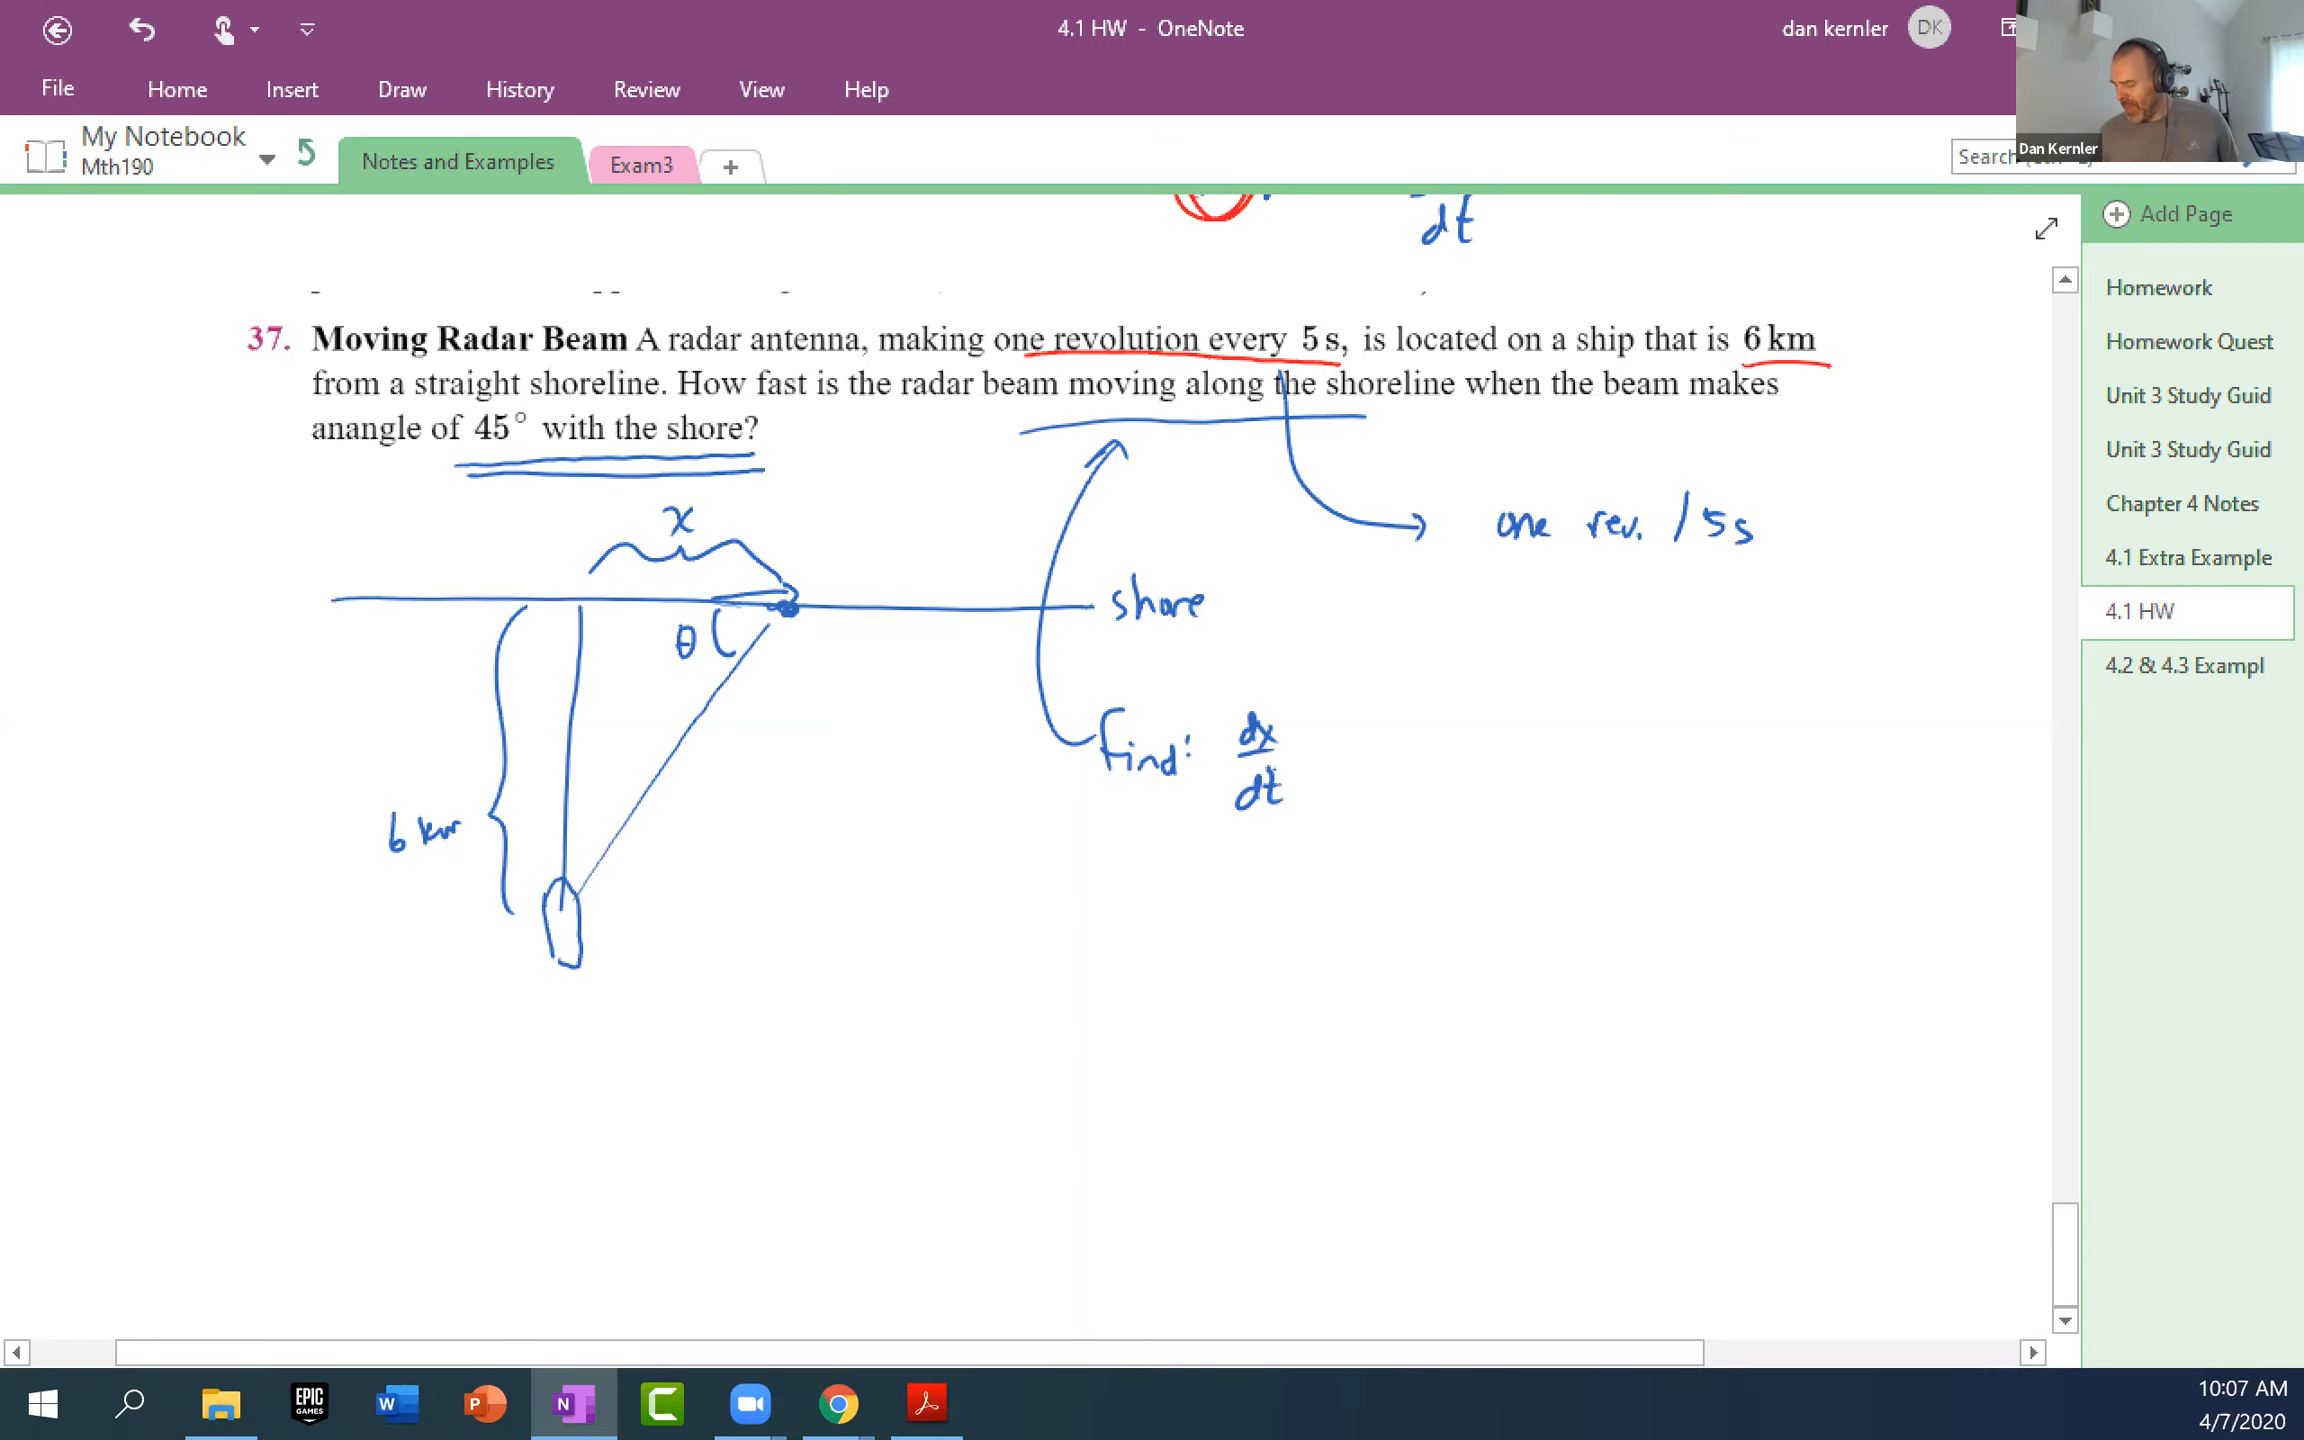 4.1 HW - OneNote
dan kernler
DK
File
Home
Insert
Draw
History
Review
View
Help
Dan Kernler
My Notebook
Mth190
Notes and Examples
Exam3
+
Search
Add Page
dt
37. Moving Radar Beam A radar antenna, making one revolution every 5 s, is located on a ship that is 6 km
from a straight shoreline. How fast is the radar beam moving along the shoreline when the beam makes
anangle of 45° with the shore?
one rev. / 5s
x
shore
θ
find: dx
dt
6 km
Homework
Homework Quest
Unit 3 Study Guid
Unit 3 Study Guid
Chapter 4 Notes
4.1 Extra Example
4.1 HW
4.2 & 4.3 Exampl
EPIC
GAMES
W
P
N
10:07 AM
4/7/2020